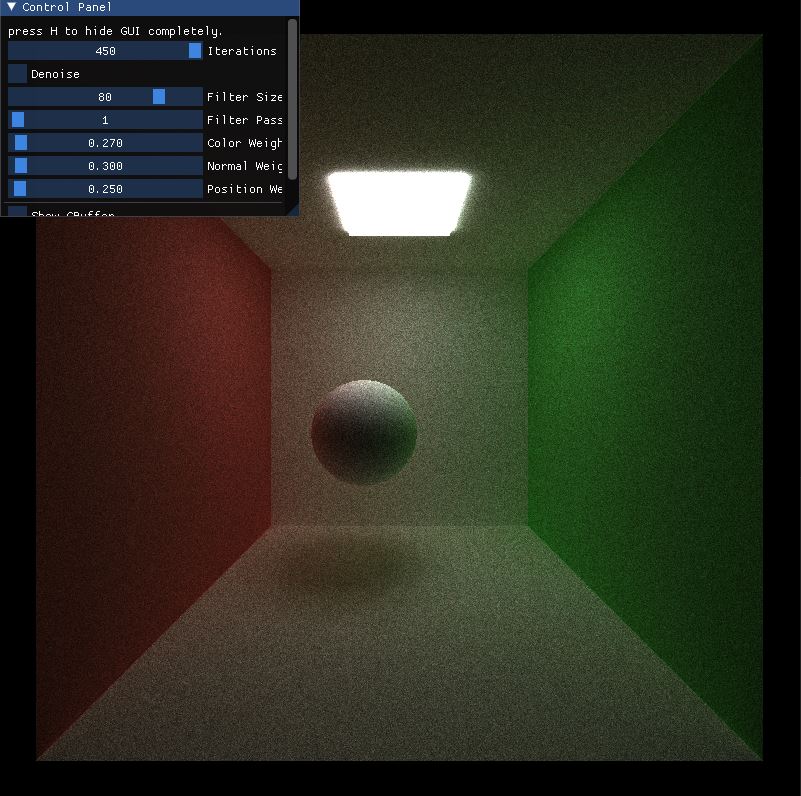 Control Panel
press H to hide GUI completely.
450 Iterations
Denoise
80 Filter Size
1 Filter Pass
0.270 Color Weigh
0.300 Normal Weig
0.250 Position We
Show GBuffer